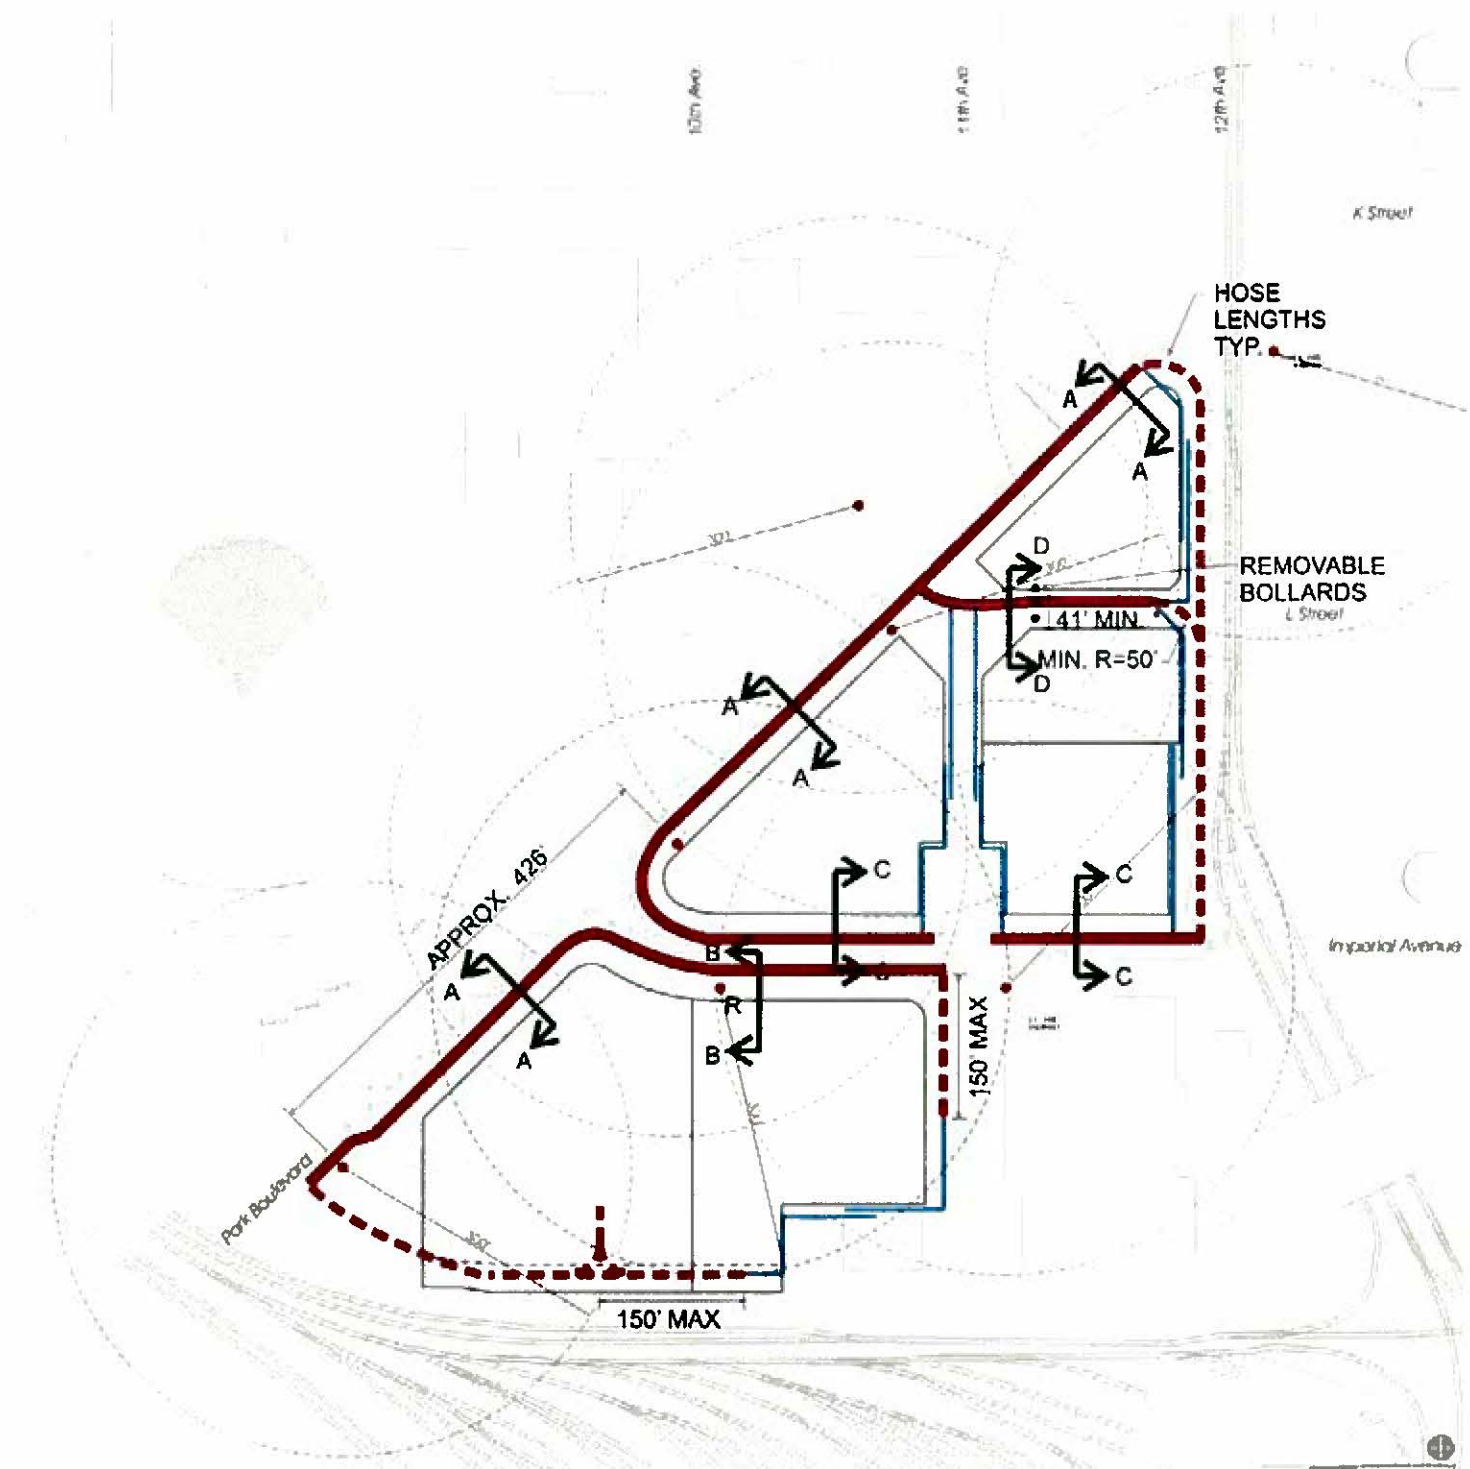 10th Ave.
11th Ave
12th Ave
K Street
HOSE
LENGTHS
TYP.
A
A
D
REMOVABLE
BOLLARDS
L Street
41' MIN.
MIN. R=50'
D
A
A
APPROX. 426'
C
C
Imperial Avenue
B
C
C
A
R
A
B
150' MAX
Park Boulevard
150' MAX